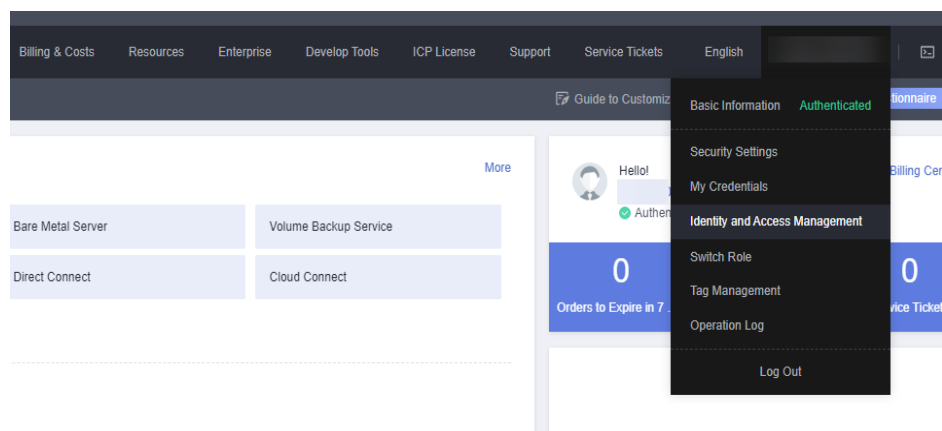 Billing & Costs Resources Enterprise Develop Tools ICP License Support Service Tickets English
Guide to Customiz
tionnaire
Basic Information Authenticated
Security Settings
My Credentials
Identity and Access Management
Switch Role
Tag Management
Operation Log
Log Out
More
Bare Metal Server Volume Backup Service
Direct Connect Cloud Connect
Hello!
Authen
Billing Cen
0
Orders to Expire in 7 ..
0
vice Ticket